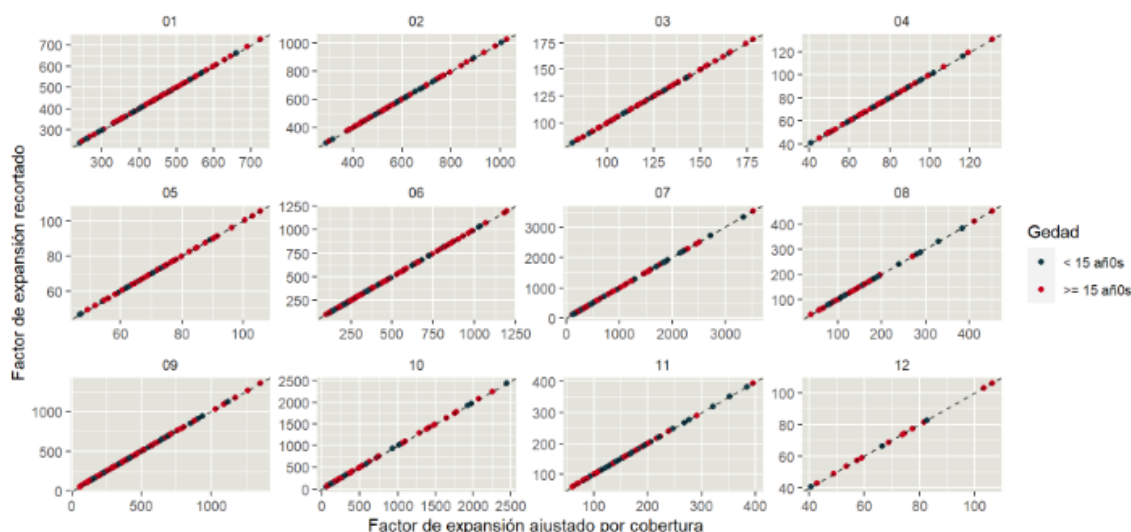 01 02 03 04
700 600 500 400 300
300 400 500 600 700
1000 800 600 400
400 600 800 1000
175 150 125 100
100 125 150 175
120 100 80 60 40
40 60 80 100 120
05 06 07 08
100 80 60
60 80 100
1250 1000 750 500 250
250 500 750 1000 1250
3000 2000 1000 0
0 1000 2000 3000
400 300 200 100
100 200 300 400
09 10 11 12
1000 500 0
500 1000
2500 2000 1500 1000 500 0
0 500 1000 1500 2000 2500
400 300 200 100
100 200 300 400
100 80 60 40
40 60 80 100
Factor de expansión recortado
Factor de expansión ajustado por cobertura
Gedad
< 15 añ0s
>= 15 añ0s